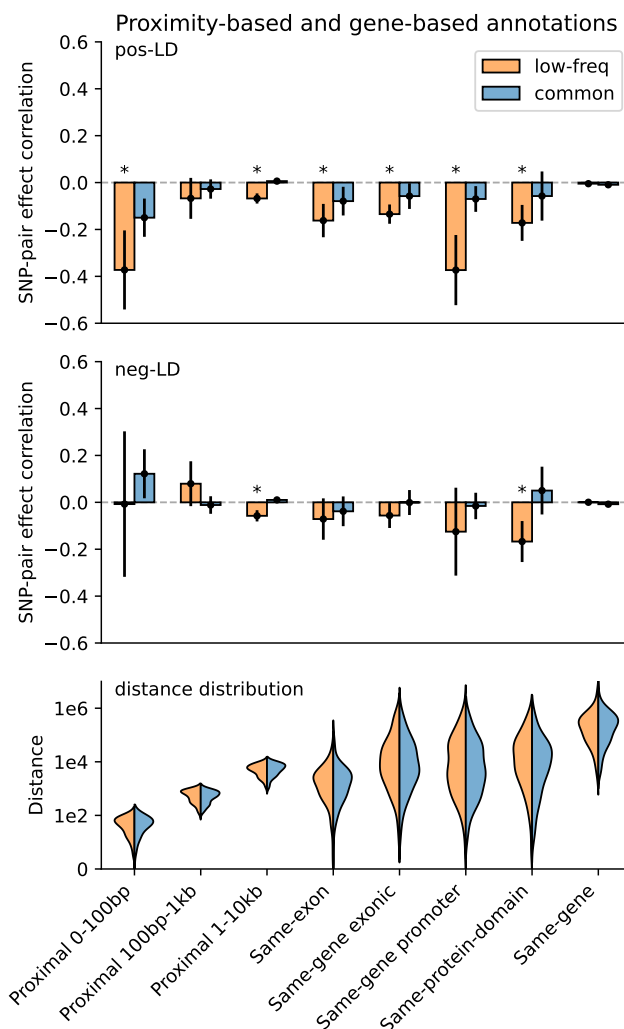 Proximity-based and gene-based annotations
pos-LD
low-freq
common
SNP-pair effect correlation
0.6
0.4
0.2
0.0
−0.2
−0.4
−0.6
*
*
*
*
*
*
neg-LD
SNP-pair effect correlation
0.6
0.4
0.2
0.0
−0.2
−0.4
−0.6
*
*
distance distribution
Distance
1e6
1e4
1e2
0
Proximal 0-100bp
Proximal 100bp-1kb
Proximal 1-10kb
Same-exon
Same-gene exonic
Same-gene promoter
Same-protein-domain
Same-gene